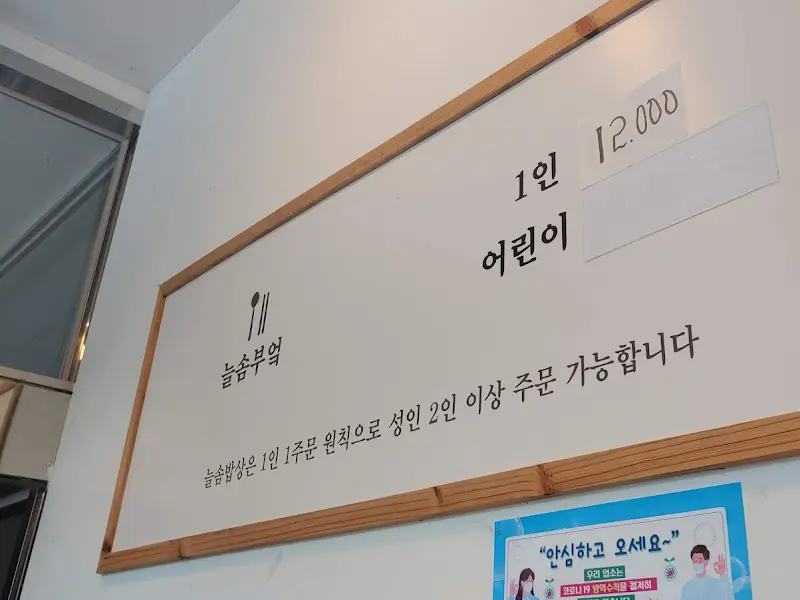 1인 12.000
어린이
늘솜부엌
늘솜밥상은 1인 1주문 원칙으로 성인 2인 이상 주문 가능합니다
“안심하고 오세요~”
우리 업소는
코로나19 방역수칙을 철저히